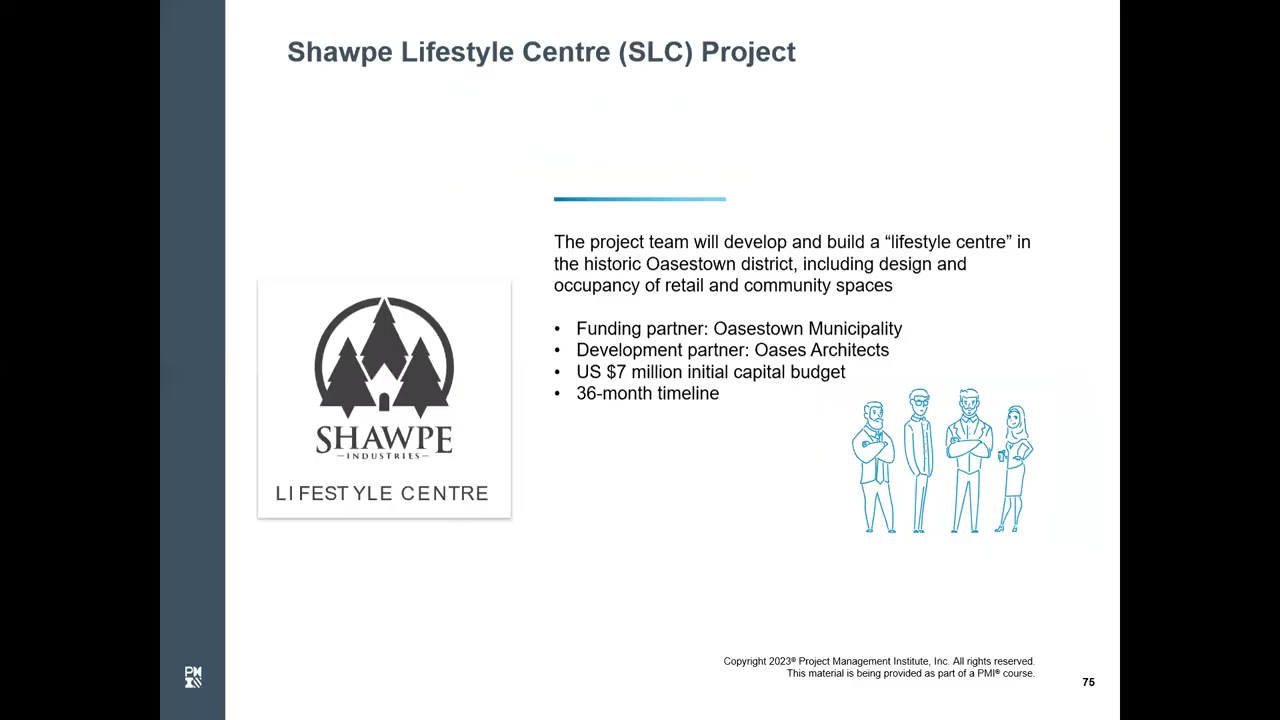 Shawpe Lifestyle Centre (SLC) Project
The project team will develop and build a “lifestyle centre” in
the historic Oasestown district, including design and
occupancy of retail and community spaces
• Funding partner: Oasestown Municipality
• Development partner: Oases Architects
• US $7 million initial capital budget
• 36-month timeline
SHAWPE
INDUSTRIES
LIFESTYLE CENTRE
Copyright 2023® Project Management Institute, Inc. All rights reserved.
This material is being provided as part of a PMI® course.
75
PM